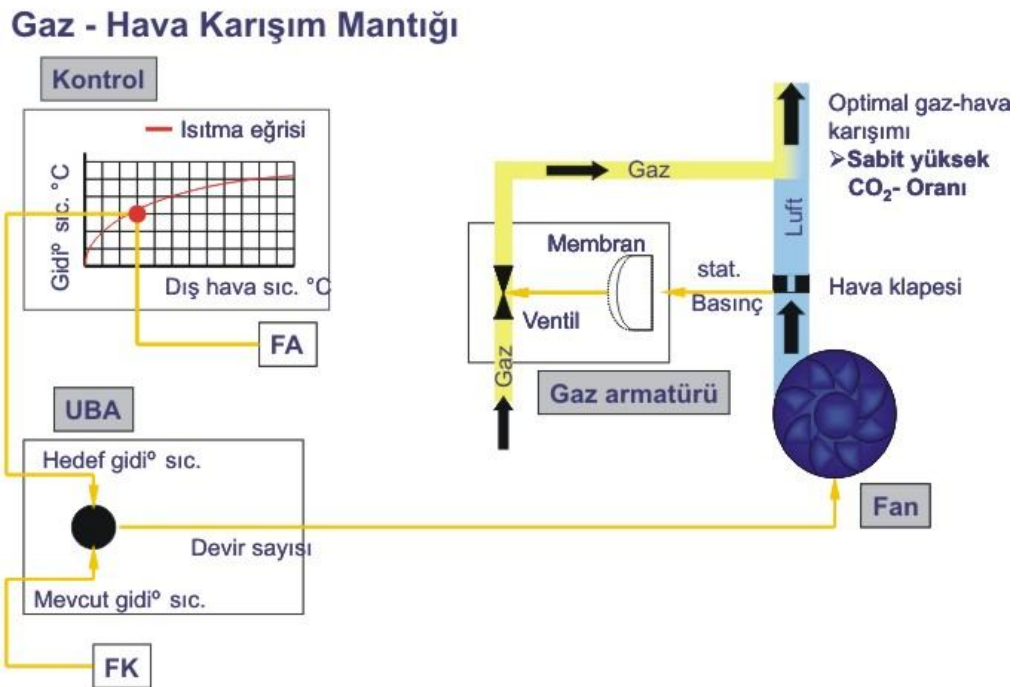 Gaz - Hava Karışım Mantığı
Kontrol
Isıtma eğrisi
Gidiº sıc. °C
Dış hava sıc. °C
FA
UBA
Hedef gidiº sıc.
Devir sayısı
Mevcut gidiº sıc.
FK
Gaz
Membran
Ventil
Gaz
Gaz armatürü
stat.
Basınç
Luft
Optimal gaz-hava
karışımı
➢Sabit yüksek
CO₂- Oranı
Hava klapesi
Fan